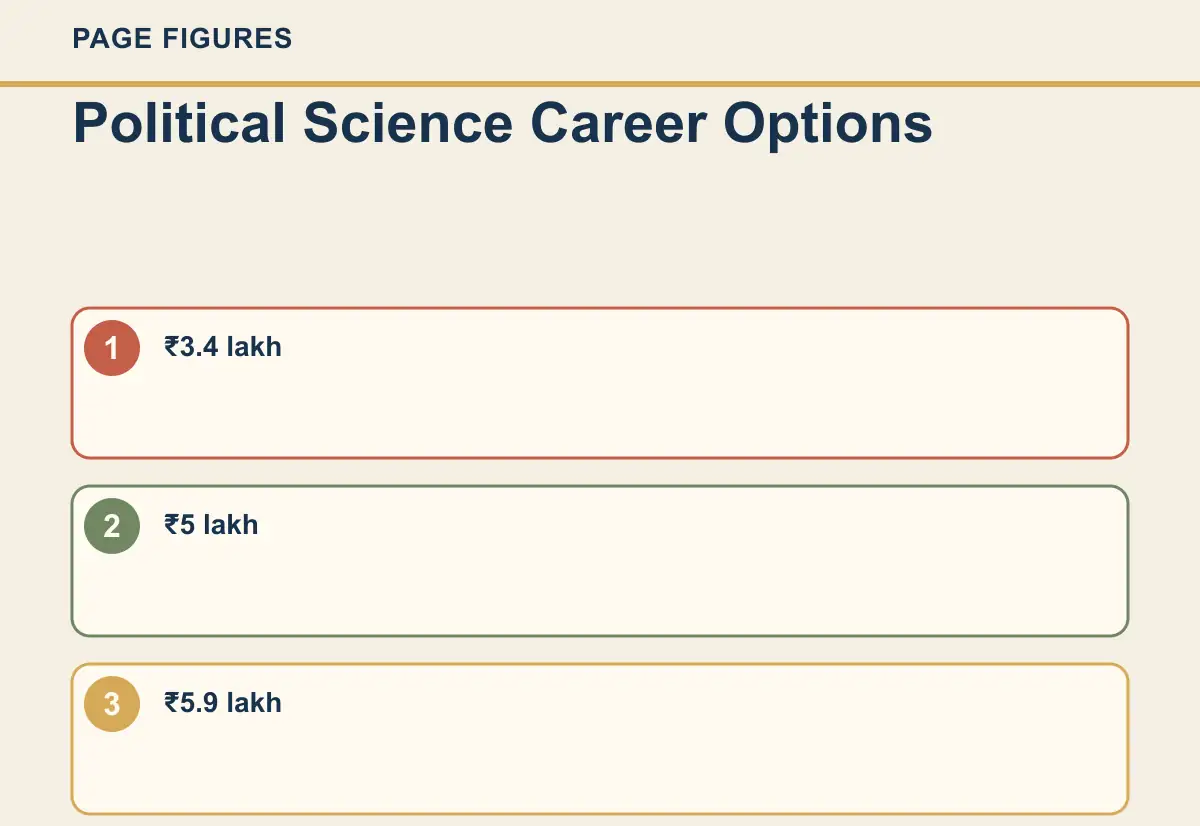 PAGE FIGURES
Political Science Career Options
1 ₹3.4 lakh
2 ₹5 lakh
3 ₹5.9 lakh